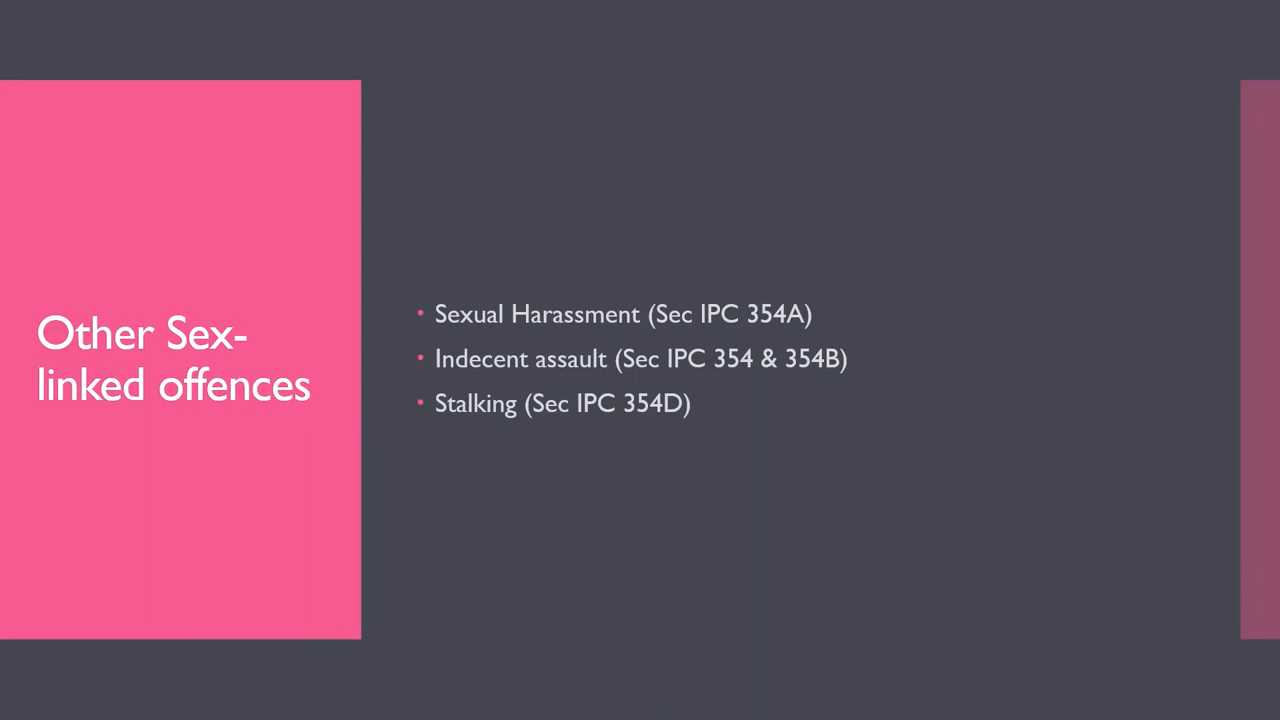 Other Sex-
linked offences
• Sexual Harassment (Sec IPC 354A)
• Indecent assault (Sec IPC 354 & 354B)
• Stalking (Sec IPC 354D)